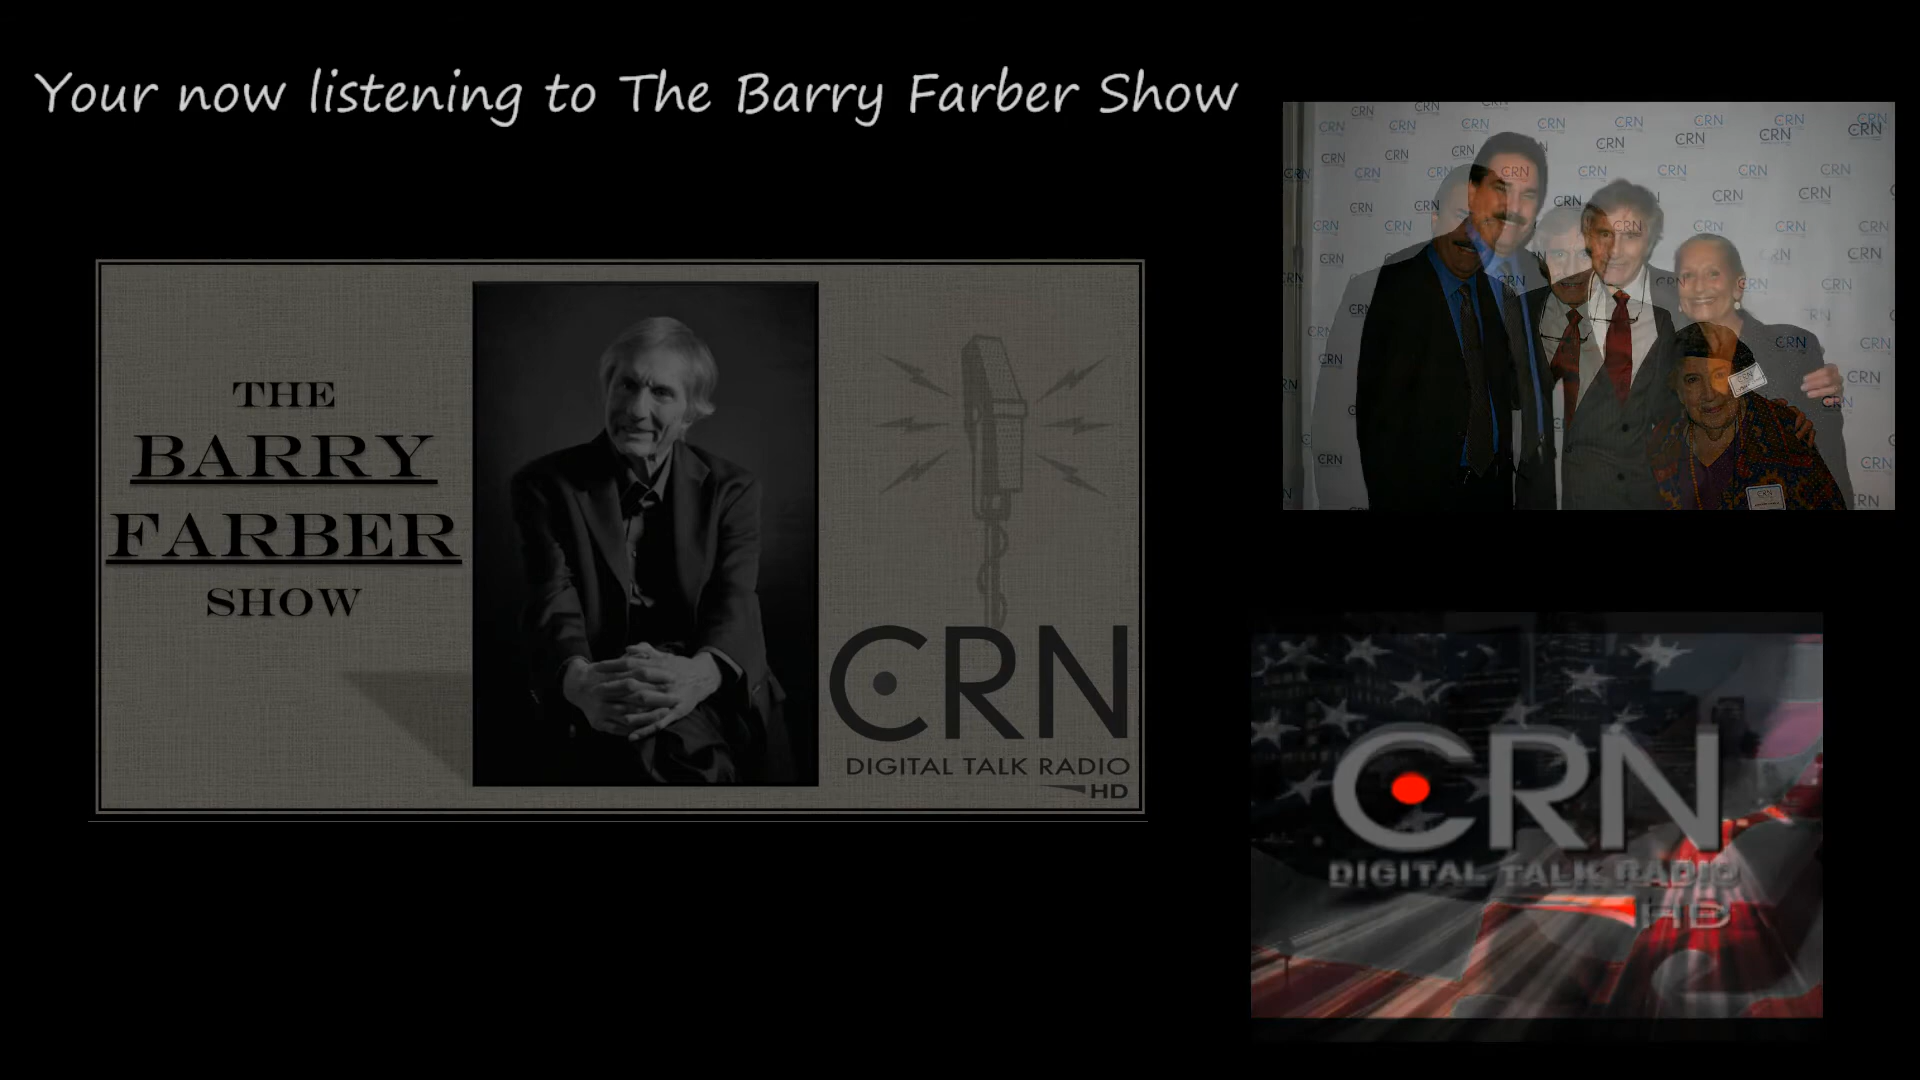 Your now listening to The Barry Farber Show
THE
BARRY
FARBER
SHOW
CRN
DIGITAL TALK RADIO
HD
CRN
CRN
DIGITAL TALK RADIO
HD